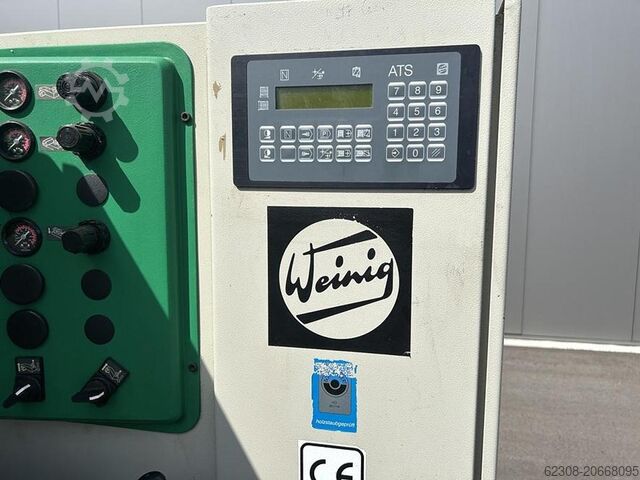 ATS
N
7 8 9
4 5 6
1 2 3
0
N
Weinig
holzstaubgeprüft
CE
62308-20668095